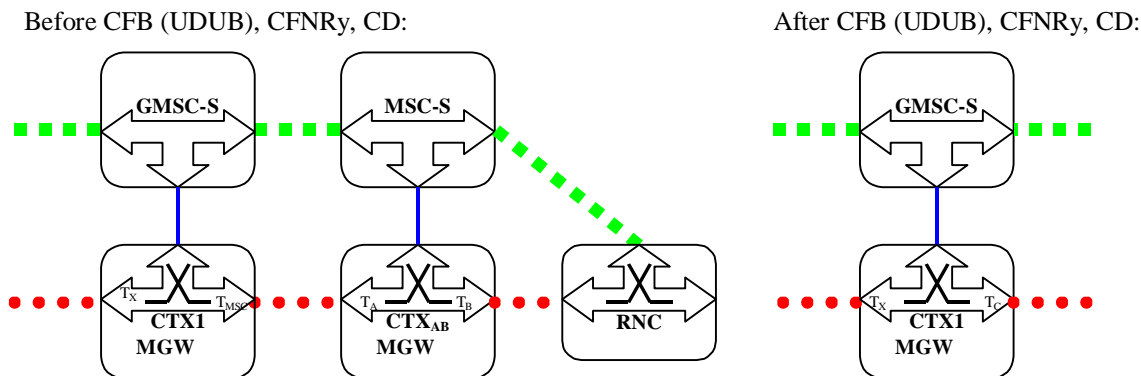 Before CFB (UDUB), CFNRy, CD:
After CFB (UDUB), CFNRy, CD:
GMSC-S
MSC-S
GMSC-S
TX
TMSC
CTX1
MGW
TA
TB
CTXAB
MGW
RNC
TX
TC
CTX1
MGW